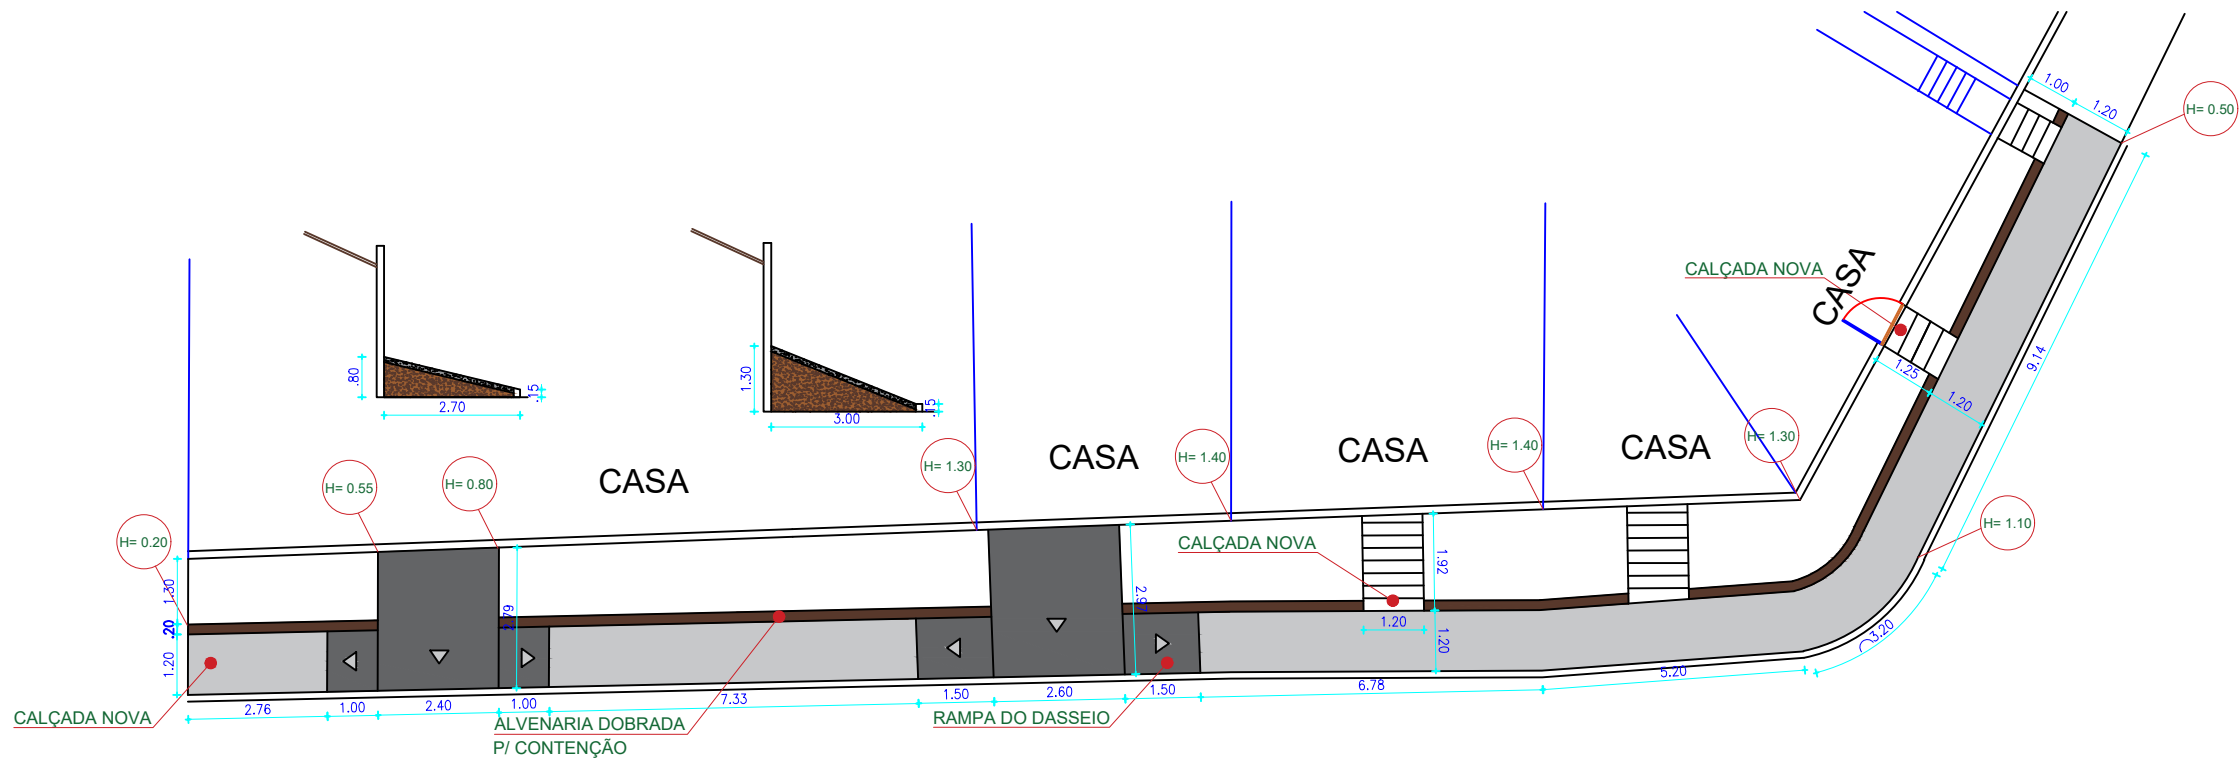 1.00
1.20
H= 0.50
CALÇADA NOVA
CASA
9.14
1.25
1.20
.80
2.70
.15
1.30
3.00
.15
H= 1.30
H= 1.40
H= 1.40
H= 1.30
CASA
CASA
CASA
CASA
H= 0.55
H= 0.80
H= 0.20
H= 1.10
CALÇADA NOVA
1.30
.20
1.20
2.79
2.97
1.92
1.20
1.20
3.20
2.76
1.00
2.40
1.00
7.33
1.50
2.60
1.50
6.78
5.20
CALÇADA NOVA
ALVENARIA DOBRADA
P/ CONTENÇÃO
RAMPA DO DASSEIO